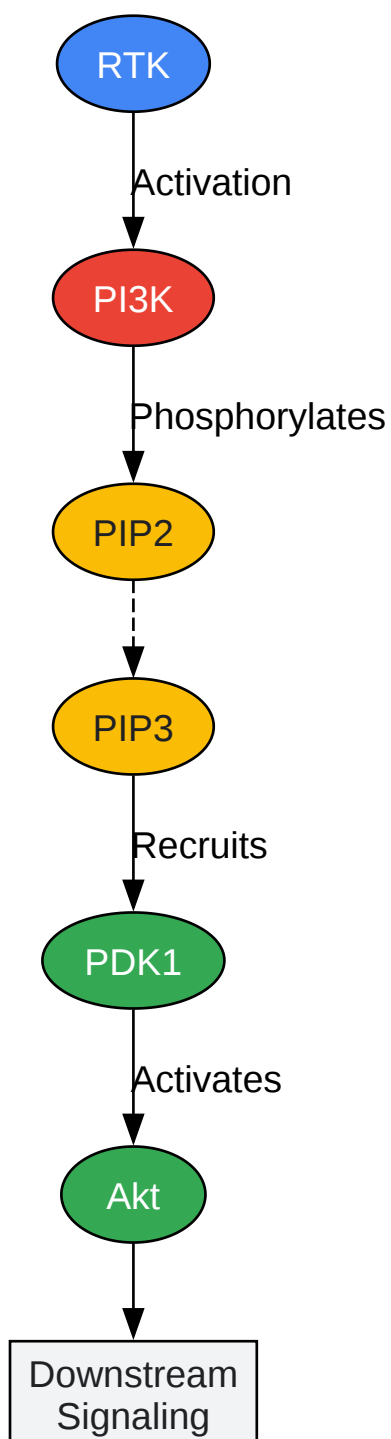 RTK
Activation
PI3K
Phosphorylates
PIP2
PIP3
Recruits
PDK1
Activates
Akt
Downstream
Signaling